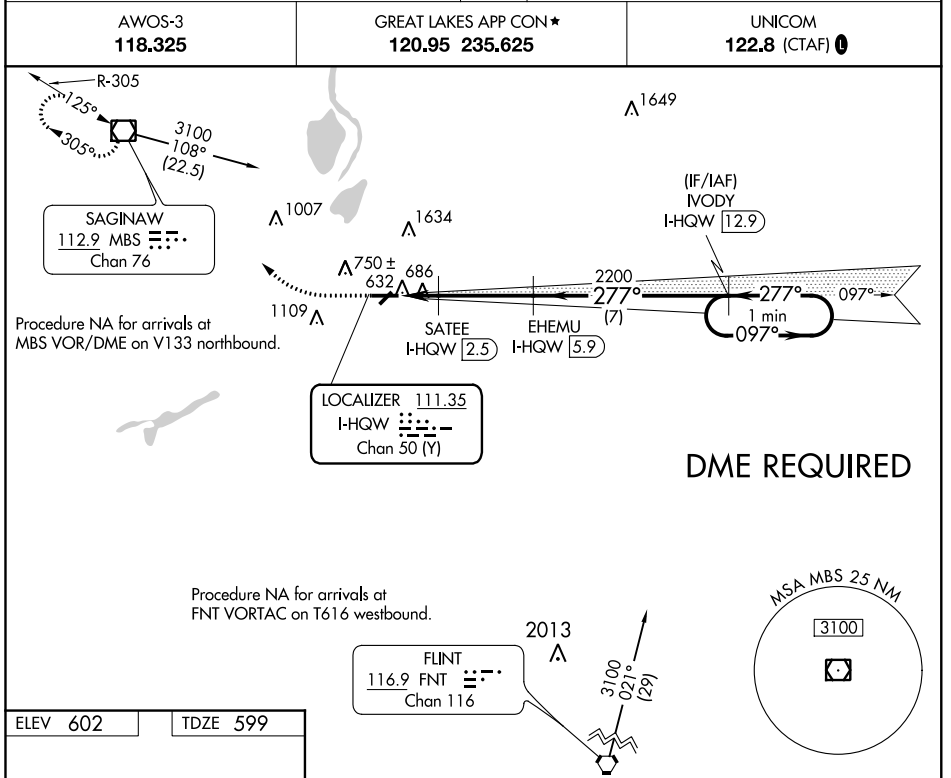 AWOS-3
118.325
GREAT LAKES APP CON★
120.95 235.625
UNICOM
122.8 (CTAF) L
R-305
125°
305°
3100
108°
(22.5)
SAGINAW
112.9 MBS
Chan 76
1649
(IF/IAF)
IVODY
I-HQW 12.9
1007
1634
750 ±
632
686
1109
2200
277°
(7)
277°
097°
1 min
097°
SATEE
I-HQW 2.5
EHEMU
I-HQW 5.9
Procedure NA for arrivals at
MBS VOR/DME on V133 northbound.
LOCALIZER 111.35
I-HQW
Chan 50 (Y)
DME REQUIRED
Procedure NA for arrivals at
FNT VORTAC on T616 westbound.
2013
FLINT
116.9 FNT
Chan 116
3100
021°
(29)
MSA MBS 25 NM
3100
ELEV 602
TDZE 599